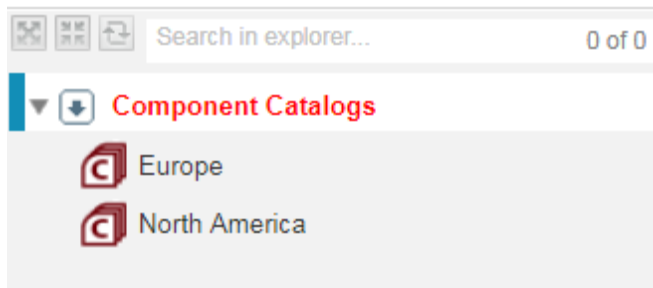 Search in explorer... 0 of 0
Component Catalogs
C Europe
C North America